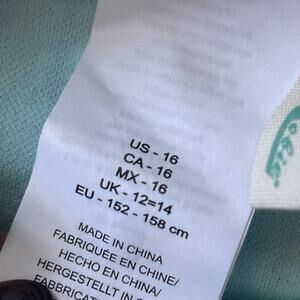 US - 16
CA - 16
MX - 16
UK - 12=14
EU - 152 - 158 cm
MADE IN CHINA
FABRIQUÉE EN CHINE/
HECHO EN CHINA/
HERGESTELLT IN C